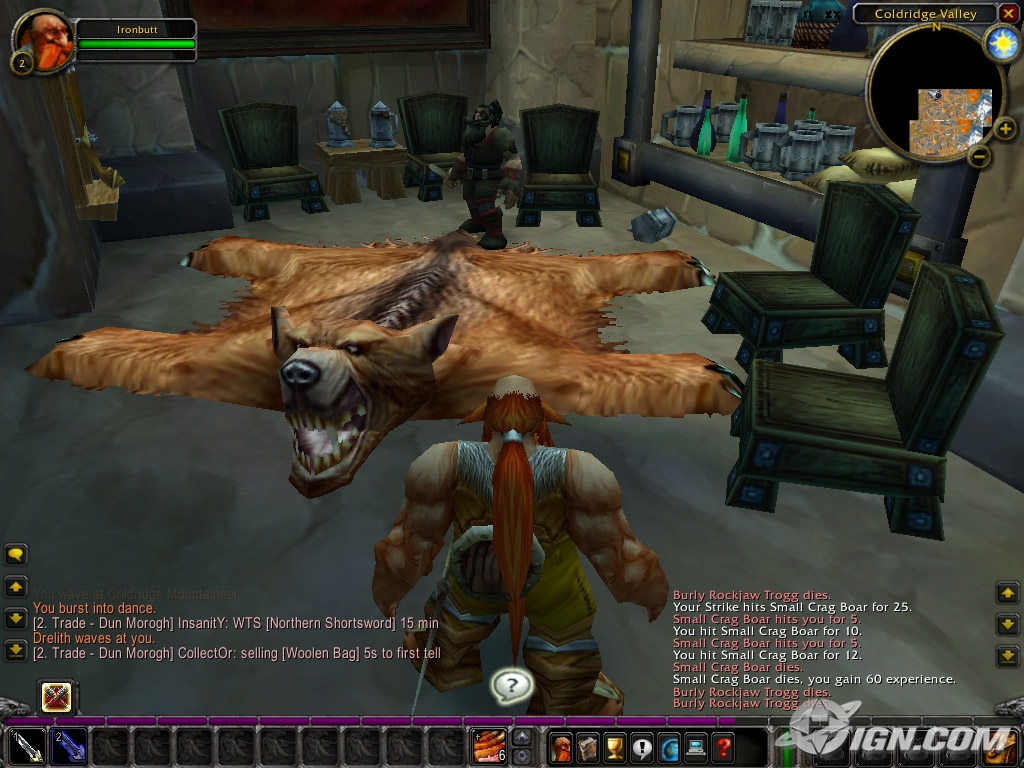 Ironbutt
2
Coldridge Valley
N
You wave at Coldridge Mountaineer.
You burst into dance.
[2. Trade - Dun Morogh] InsanitY: WTS [Northern Shortsword] 15 min
Drelith waves at you.
[2. Trade - Dun Morogh] CollectOr: selling [Woolen Bag] 5s to first tell
Burly Rockjaw Trogg dies.
Your Strike hits Small Crag Boar for 25.
Small Crag Boar hits you for 5.
You hit Small Crag Boar for 10.
Small Crag Boar hits you for 5.
You hit Small Crag Boar for 12.
Small Crag Boar dies.
Small Crag Boar dies, you gain 60 experience.
Burly Rockjaw Trogg dies.
Burly Rockjaw Trogg dies.
?
1
2
6
!
?
IGN.COM